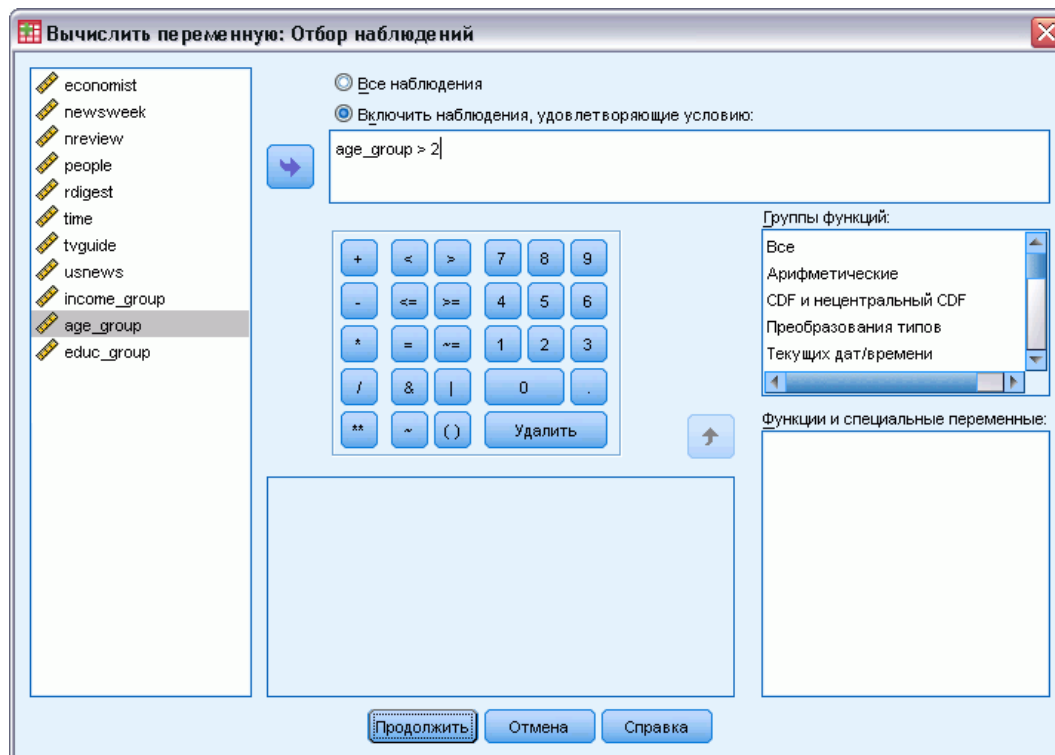 Вычислить переменную: Отбор наблюдений
economist
newsweek
nreview
people
rdigest
time
tvguide
usnews
income_group
age_group
educ_group
Все наблюдения
Включить наблюдения, удовлетворяющие условию:
age_group > 2
+ < > 7 8 9
- <= >= 4 5 6
* = ~= 1 2 3
/ & | 0 .
** ~ ( ) Удалить
Группы функций:
Все
Арифметические
CDF и нецентральный CDF
Преобразования типов
Текущих дат/времени
Функции и специальные переменные:
Продолжить Отмена Справка